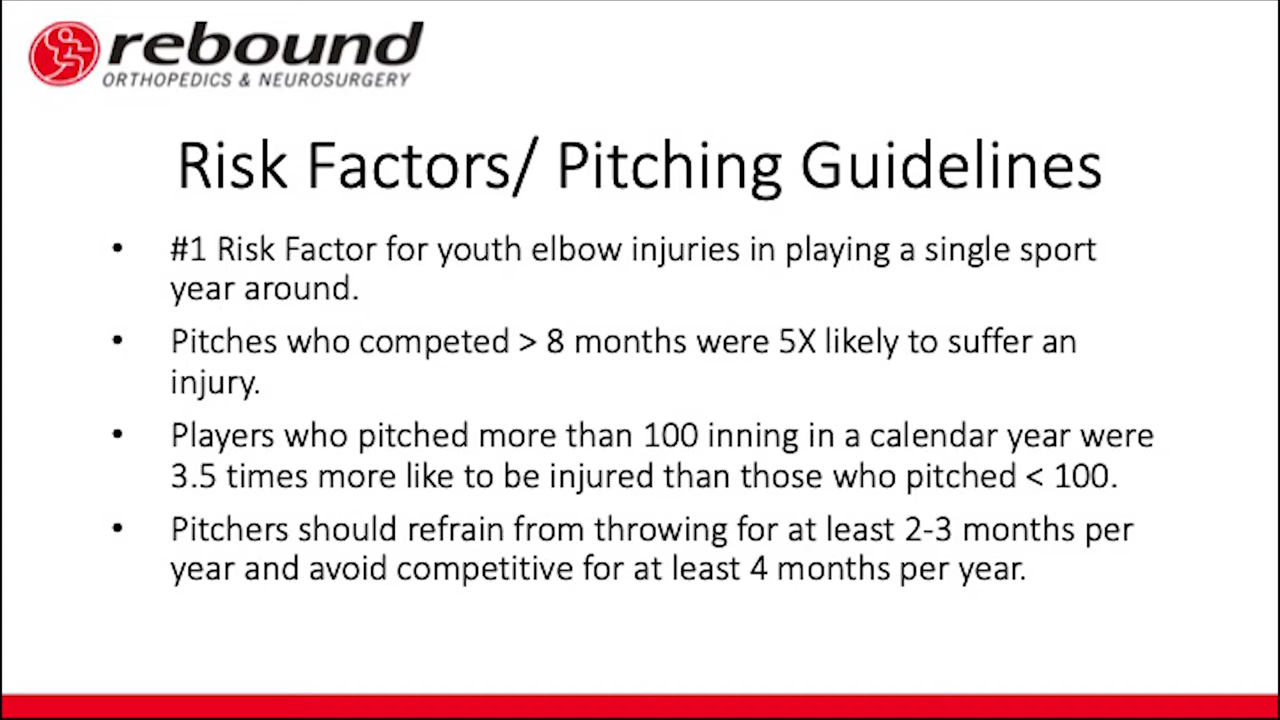 rebound
ORTHOPEDICS & NEUROSURGERY
Risk Factors/ Pitching Guidelines
• #1 Risk Factor for youth elbow injuries in playing a single sport
year around.
• Pitches who competed > 8 months were 5X likely to suffer an
injury.
• Players who pitched more than 100 inning in a calendar year were
3.5 times more like to be injured than those who pitched < 100.
• Pitchers should refrain from throwing for at least 2-3 months per
year and avoid competitive for at least 4 months per year.